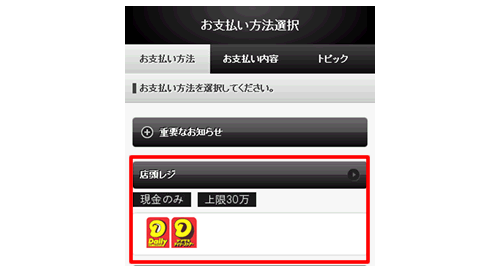 お支払い方法選択
お支払い方法 お支払い内容 トピック
お支払い方法を選択してください。
重要なお知らせ
店頭レジ
現金のみ 上限30万
Daily